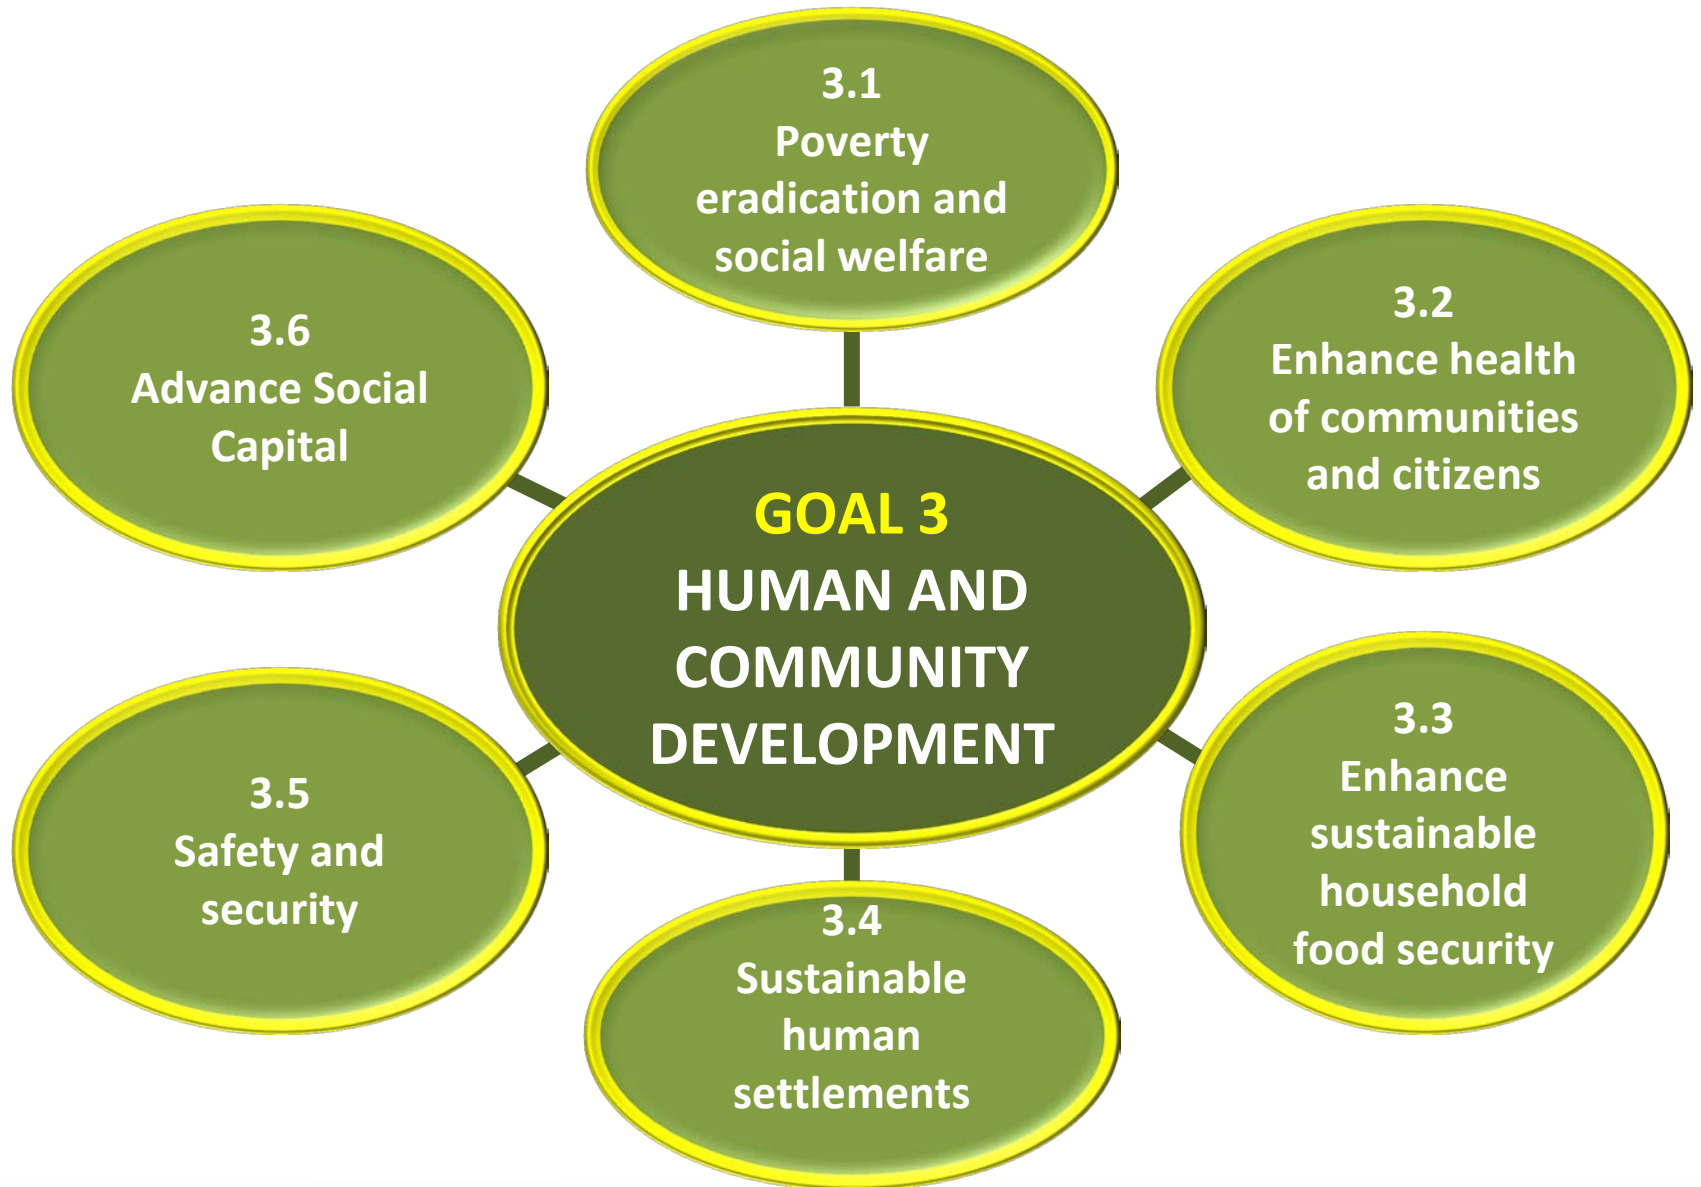 GOAL 3
HUMAN AND
COMMUNITY
DEVELOPMENT
3.1
Poverty
eradication and
social welfare
3.2
Enhance health
of communities
and citizens
3.3
Enhance
sustainable
household
food security
3.4
Sustainable
human
settlements
3.5
Safety and
security
3.6
Advance Social
Capital